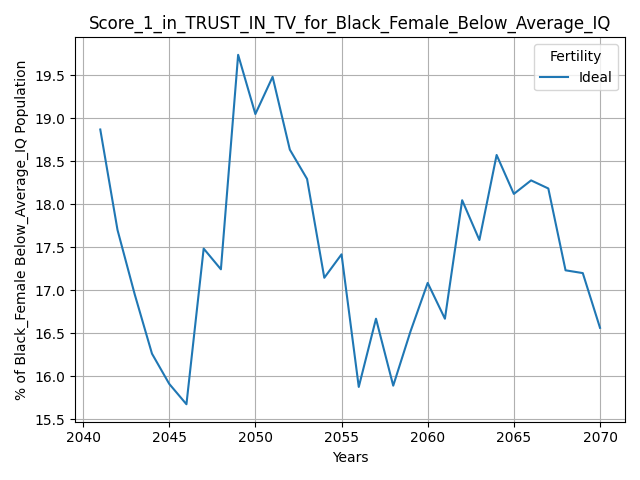 Score_1_in_TRUST_IN_TV_for_Black_Female_Below_Average_IQ
Fertility
Ideal
% of Black_Female Below_Average_IQ Population
19.5
19.0
18.5
18.0
17.5
17.0
16.5
16.0
15.5
2040 2045 2050 2055 2060 2065 2070
Years